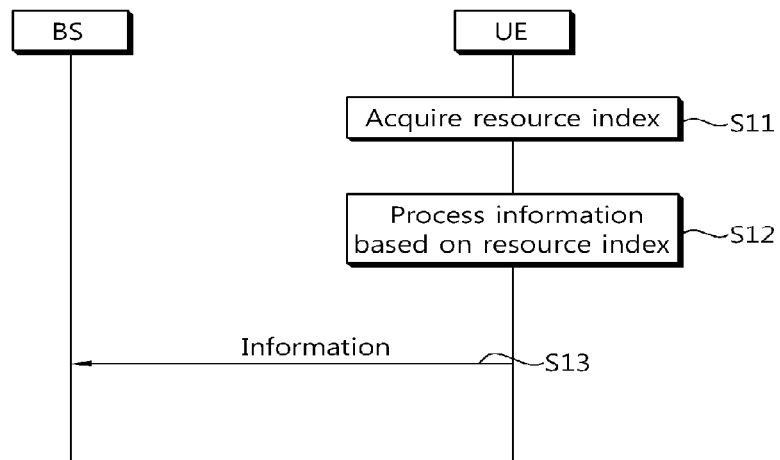 BS
UE
Acquire resource index
S11
Process information
based on resource index
S12
Information
S13